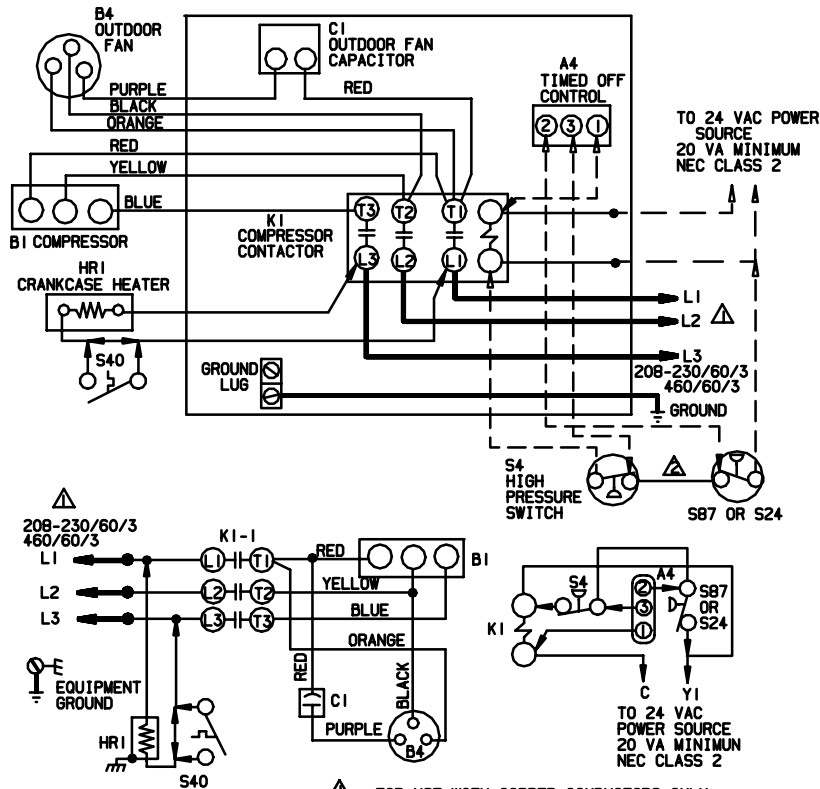 B4
OUTDOOR
FAN
C1
OUTDOOR FAN
CAPACITOR
A4
TIMED OFF
CONTROL
2 3 1
TO 24 VAC POWER
SOURCE
20 VA MINIMUM
NEC CLASS 2
PURPLE
BLACK
ORANGE
RED
RED
YELLOW
BLUE
B1 COMPRESSOR
K1
COMPRESSOR
CONTACTOR
T3 T2 T1
L3 L2 L1
HR1
CRANKCASE HEATER
S40
L1
L2
1
L3
208-230/60/3
460/60/3
GROUND
LUG
GROUND
S4
HIGH
PRESSURE
SWITCH
2
S87 OR S24
1
208-230/60/3
460/60/3
K1-1
L1
L1 T1
RED
B1
L2
L2 T2
YELLOW
L3
L3 T3
BLUE
ORANGE
RED
BLACK
C1
PURPLE
B4
EQUIPMENT
GROUND
HR1
S40
A4
S4
2
3
1
S87
OR
S24
K1
C Y1
TO 24 VAC
POWER SOURCE
20 VA MINIMUN
NEC CLASS 2